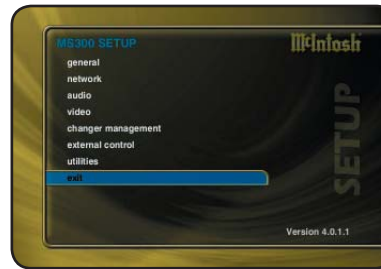 MS300 SETUP
McIntosh
general
network
audio
video
changer management
external control
utilities
exit
SETUP
Version 4.0.1.1